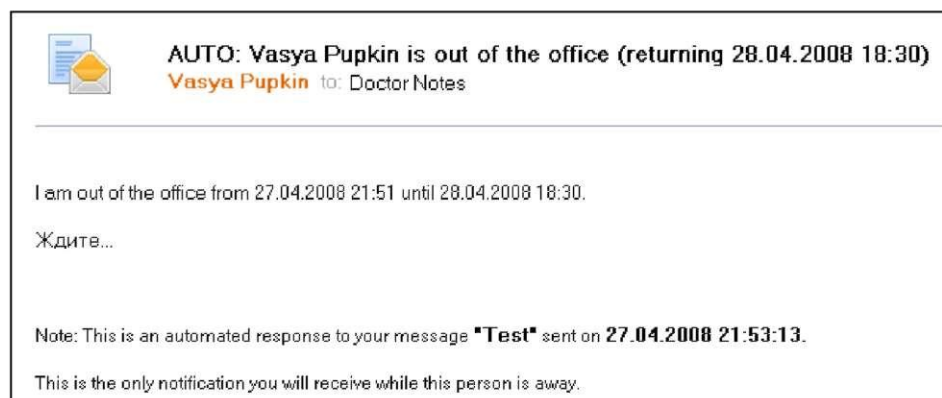 AUTO: Vasya Pupkin is out of the office (returning 28.04.2008 18:30)
Vasya Pupkin to: Doctor Notes
I am out of the office from 27.04.2008 21:51 until 28.04.2008 18:30.
Ждите...
Note: This is an automated response to your message "Test" sent on 27.04.2008 21:53:13.
This is the only notification you will receive while this person is away.